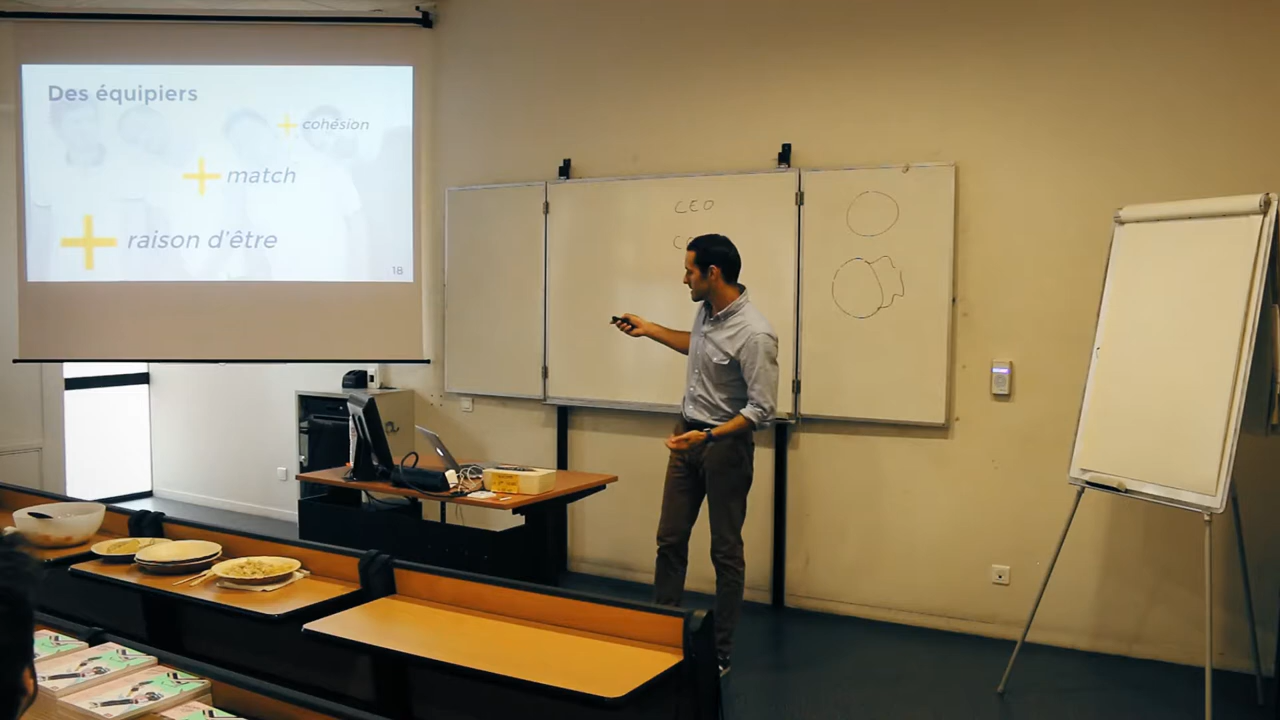 Des équipiers
+ cohésion
+ match
+ raison d'être
18
CEO